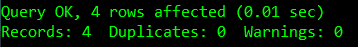 Query OK, 4 rows affected (0.01 sec)
Records: 4  Duplicates: 0  Warnings: 0